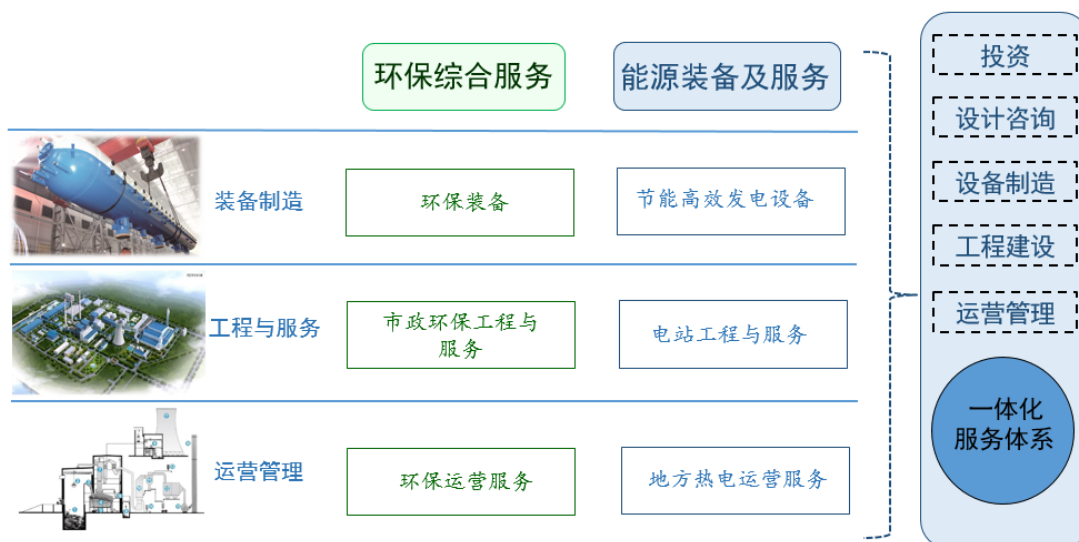 环保综合服务
能源装备及服务
装备制造
环保装备
节能高效发电设备
工程与服务
市政环保工程与
服务
电站工程与服务
运营管理
环保运营服务
地方热电运营服务
投资
设计咨询
设备制造
工程建设
运营管理
一体化
服务体系